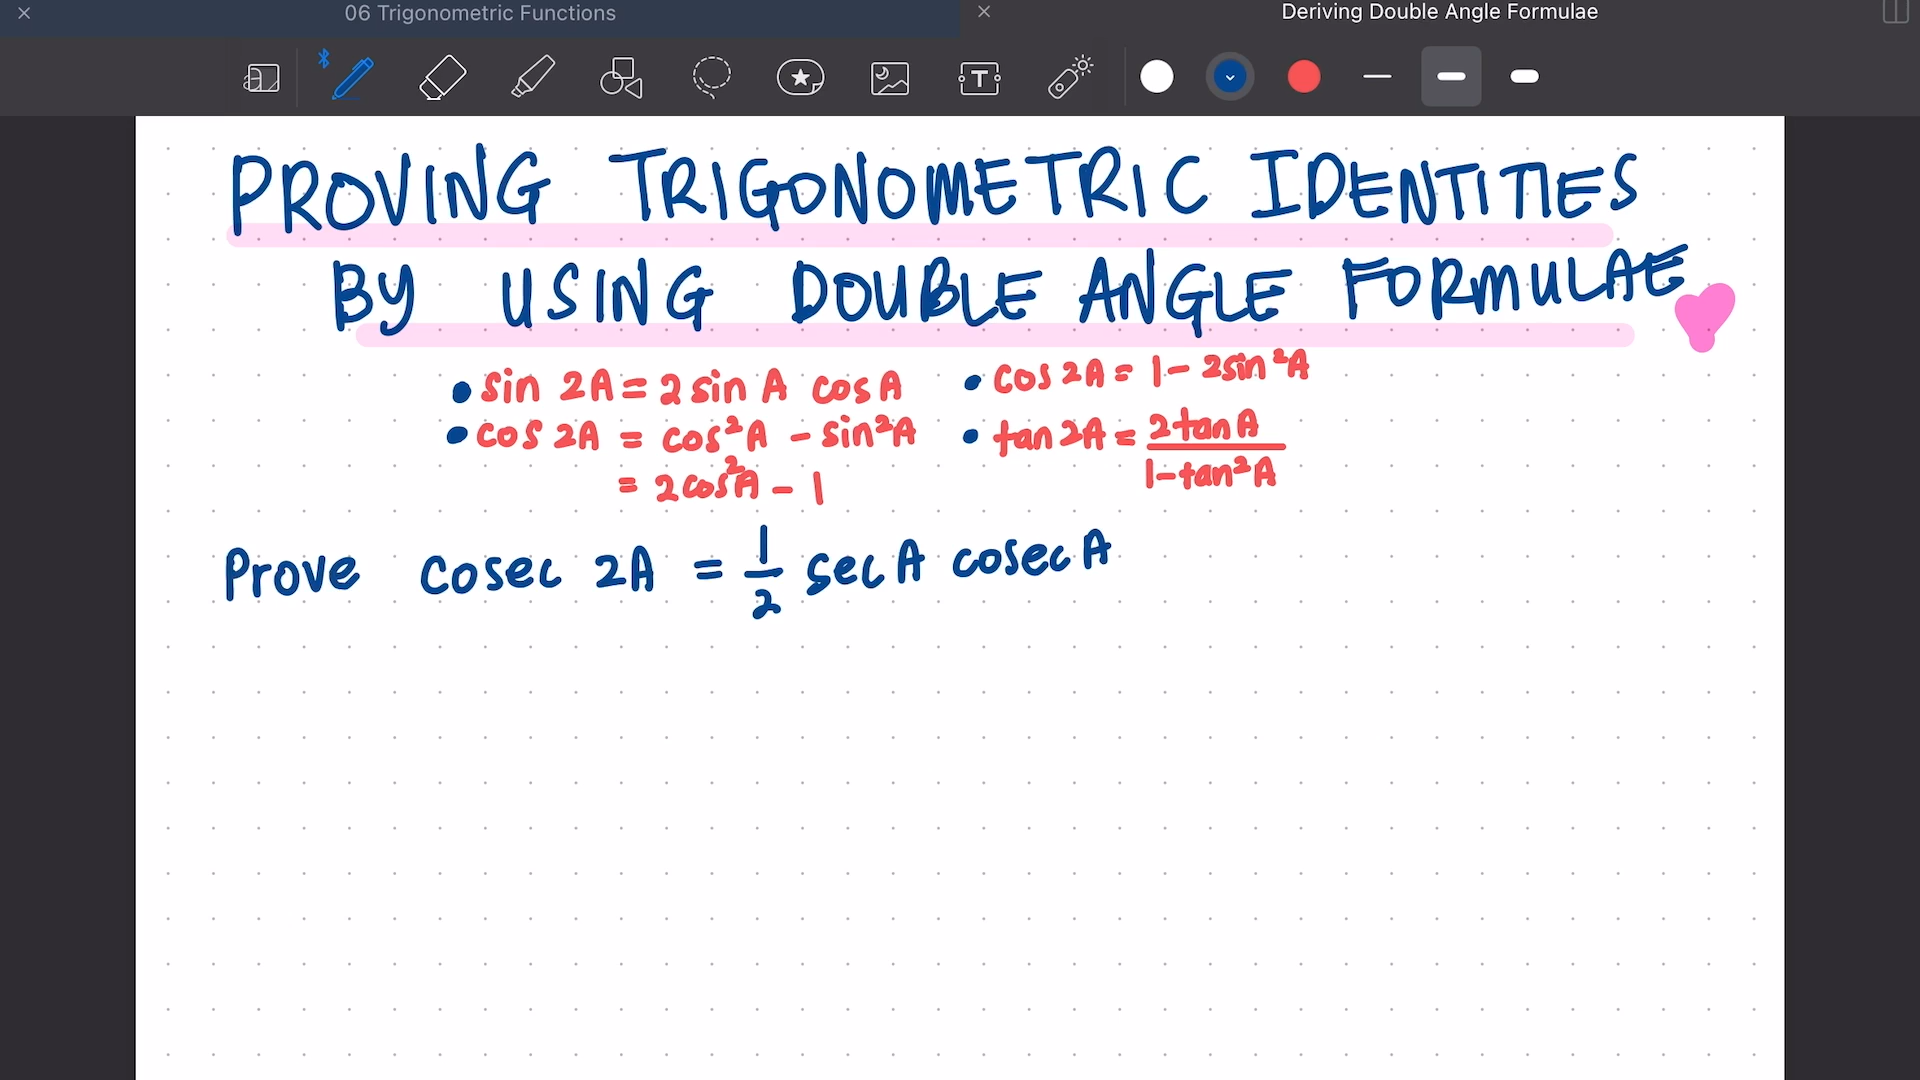 06 Trigonometric Functions
Deriving Double Angle Formulae
PROVING TRIGONOMETRIC IDENTITIES
BY USING DOUBLE ANGLE FORMULAE
• sin 2A = 2 sin A cos A
• cos 2A = cos²A - sin²A
= 2cos²A - 1
• cos 2A = 1 - 2sin²A
• tan 2A = 2tan A
1-tan²A
Prove cosec 2A = 1/2 sec A cosec A